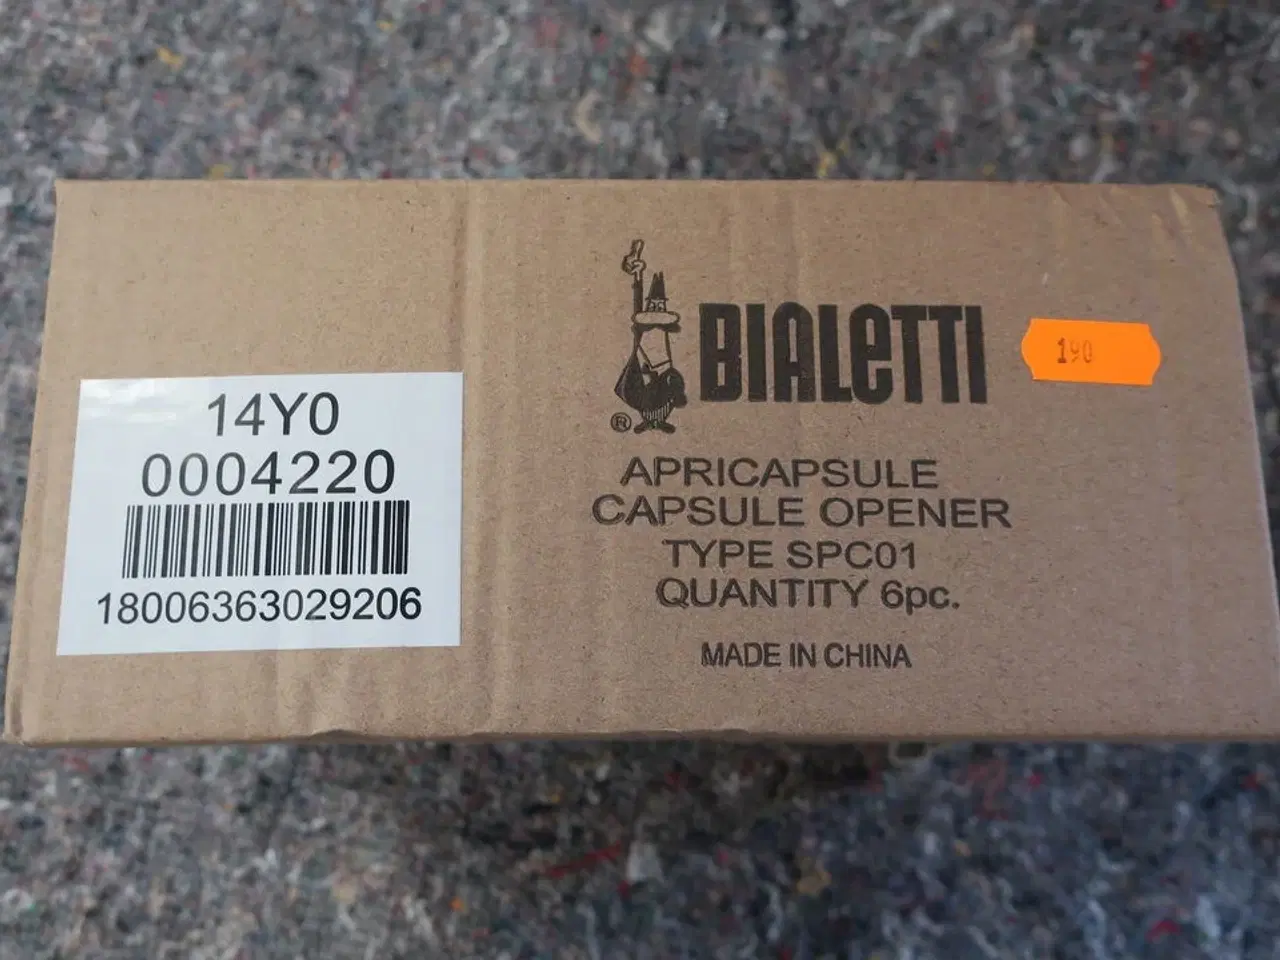 14Y0
0004220
18006363029206
BIALETTI
190
®
APRICAPSULE
CAPSULE OPENER
TYPE SPC01
QUANTITY 6pc.
MADE IN CHINA